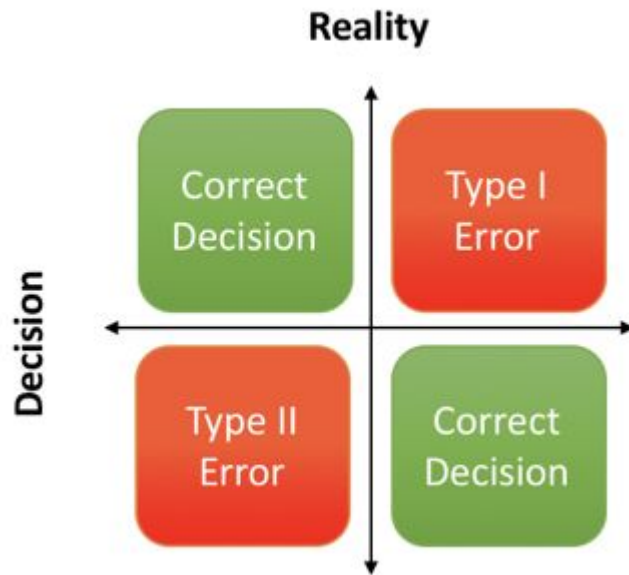 Reality
Correct
Decision
Type I
Error
Decision
Type II
Error
Correct
Decision